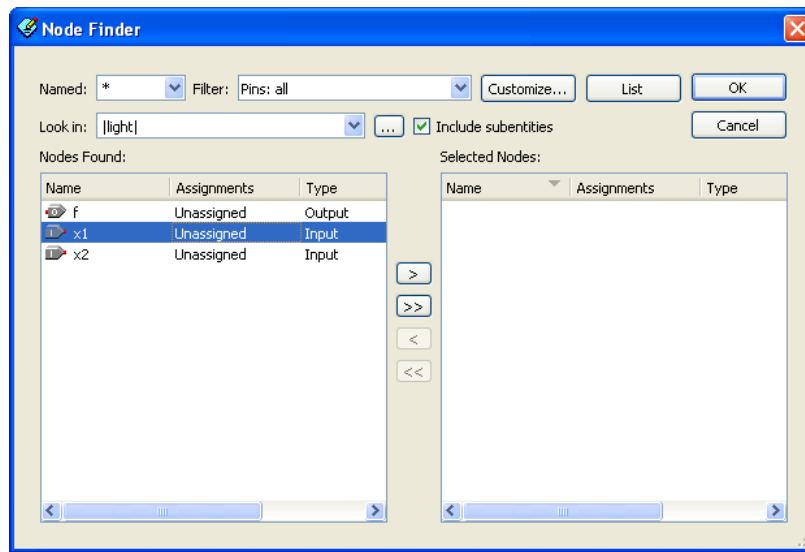 Node Finder
Named: * Filter: Pins: all Customize... List OK
Look in: |light| ... Include subentities Cancel
Nodes Found: Selected Nodes:
Name Assignments Type Name Assignments Type
f Unassigned Output
x1 Unassigned Input
x2 Unassigned Input
>
>>
<
<<